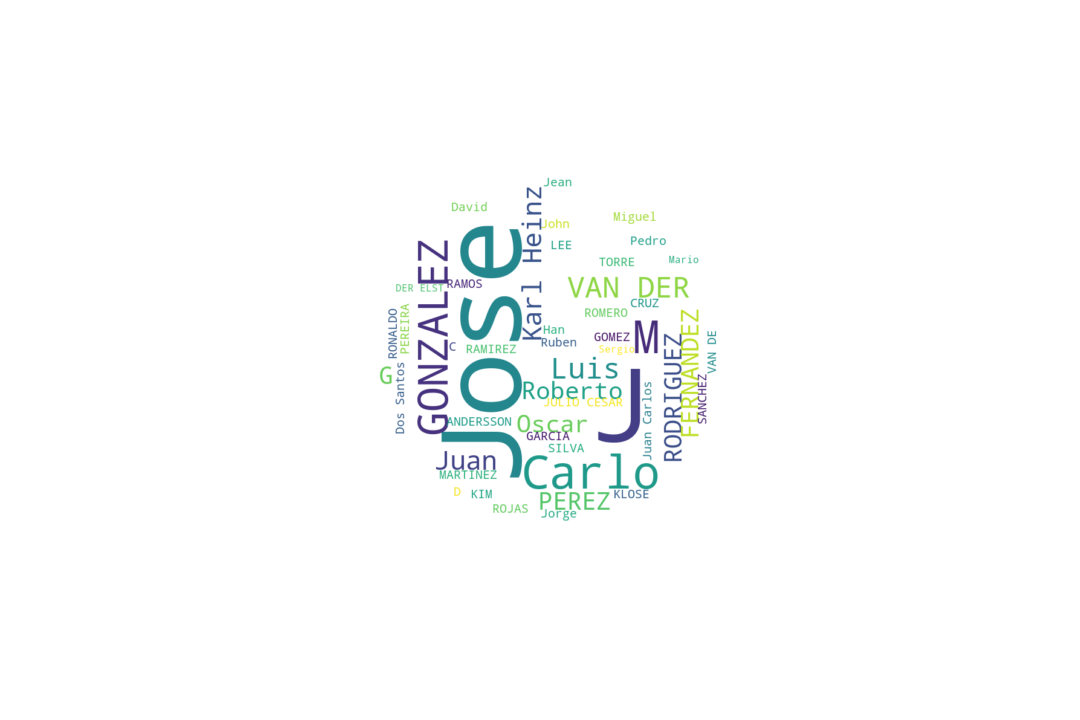 Jean
David
Miguel
John
Karl Heinz
Pedro
LEE
Mario
TORRE
GONZALEZ
Jose
RAMOS
DER ELST
VAN DER
CRUZ
ROMERO
PEREIRA
RONALDO
Han
Ruben
GOMEZ
M
Sergio
C
RAMIREZ
FERNANDEZ
RODRIGUEZ
VAN DE
SANCHEZ
G
Luis
Roberto
J
Juan Carlos
Dos Santos
JULIO CESAR
ANDERSSON
Oscar
GARCIA
SILVA
Juan
MARTINEZ
Carlo
D
KIM
PEREZ
KLOSE
ROJAS
Jorge